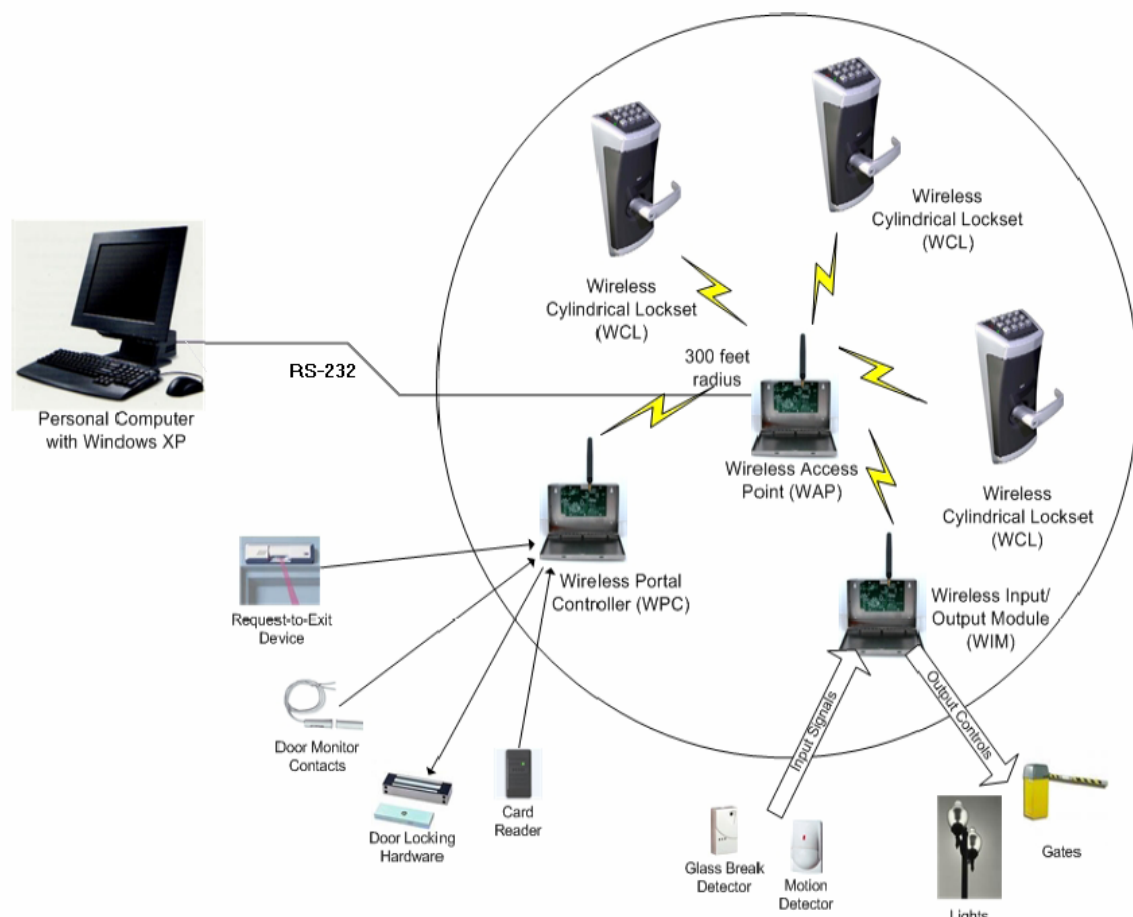 Wireless
Cylindrical Lockset
(WCL)
Wireless
Cylindrical Lockset
(WCL)
RS-232
300 feet
radius
Personal Computer
with Windows XP
Wireless Access
Point (WAP)
Wireless
Cylindrical Lockset
(WCL)
Wireless Portal
Controller (WPC)
Wireless Input/
Output Module
(WIM)
Request-to-Exit
Device
Input Signals
Output Controls
Door Monitor
Contacts
Card
Reader
Door Locking
Hardware
Glass Break
Detector
Motion
Detector
Gates
Lights